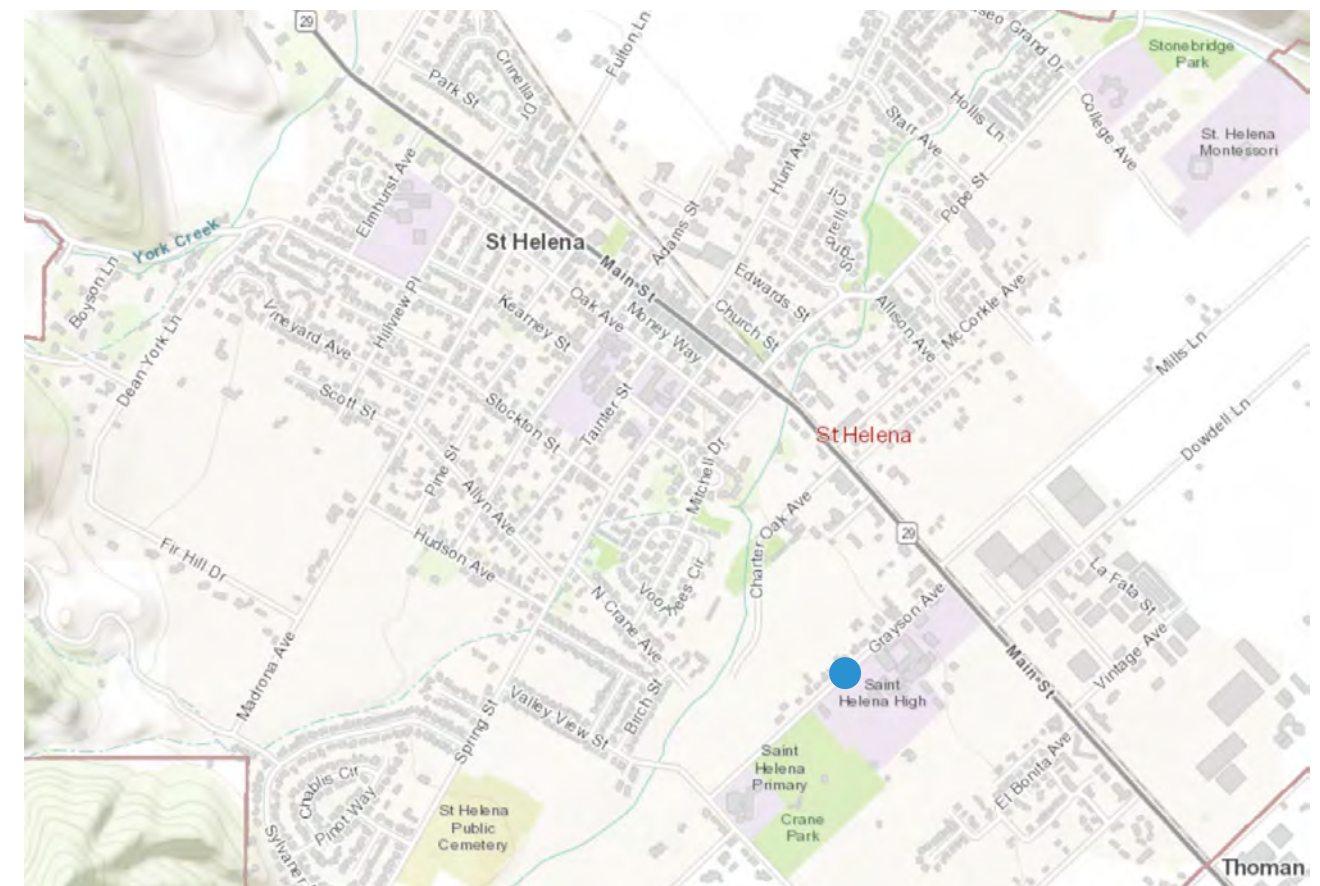 29
Crinella Dr
Fulton Ln
Park St
Grand Dr
Stonebridge
Park
Hollis Ln
College Ave
Starr Ave
St. Helena
Montessori
Hunt Ave
Elmhurst Ave
Pope St
Adams St
York Creek
St Helena
Main St
Edwards St
Boyson Ln
Vineyard Ave
Hillview Pl
Kearney St
Oak Ave
Money Way
Church St
Allison Ave
McCorkle Ave
Mills Ln
Dean York Ln
Scott St
Stockton St
Tainter St
St Helena
Dowdell Ln
Pine St
Allyn Ave
Mitchell Dr
Charter Oak Ave
29
Hudson Ave
Fir Hill Dr
Voorhees Cir
N Crane Ave
Grayson Ave
La Fata St
Vintage Ave
Main St
Madrona Ave
Valley View St
Birch St
Spring St
Saint
Helena High
Saint
Helena
Primary
El Bonita Ave
Chablis Cir
Pinot Way
St Helena
Public
Cemetery
Crane
Park
Sylvaner
Thoman